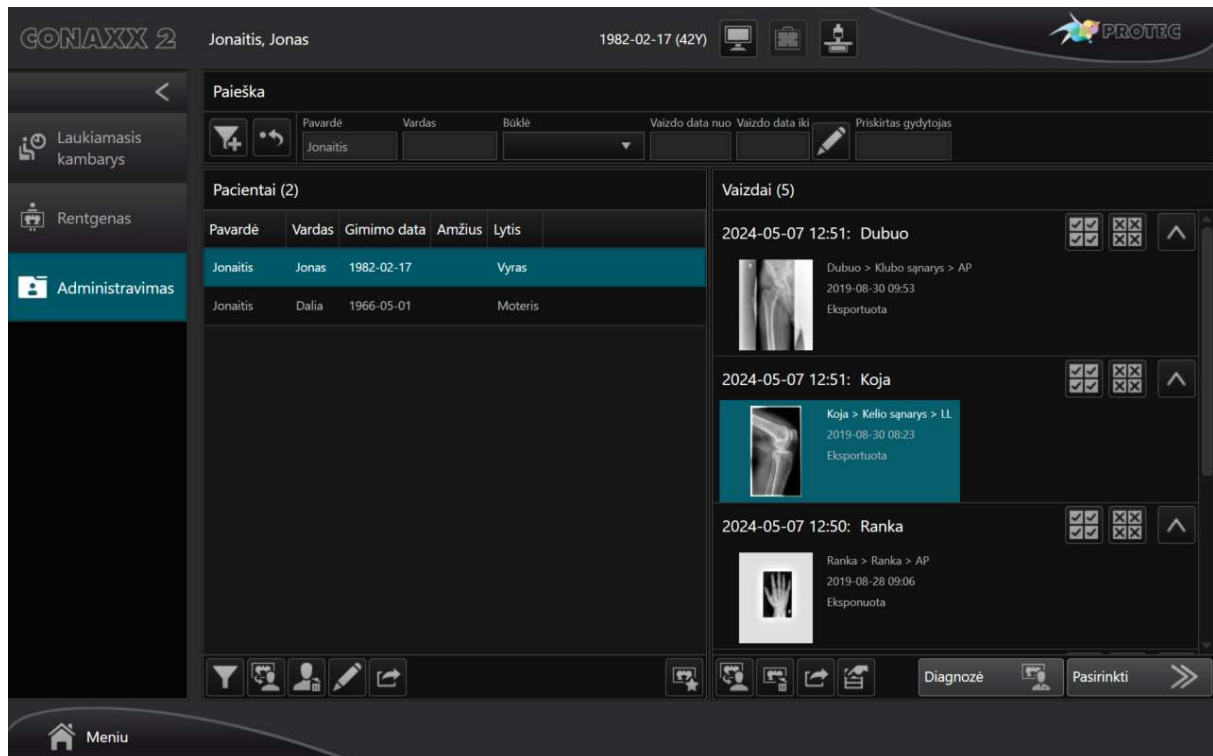 CONAXX 2
Jonaitis, Jonas
1982-02-17 (42Y)
PROTEC
Laukiamasis
kambarys
Rentgenas
Administravimas
Paieška
Pavardė Vardas Būklė Vaizdo data nuo Vaizdo data iki Priskirtas gydytojas
Jonaitis
Pacientai (2)
Pavardė Vardas Gimimo data Amžius Lytis
Jonaitis Jonas 1982-02-17 Vyras
Jonaitis Dalia 1966-05-01 Moteris
Vaizdai (5)
2024-05-07 12:51: Dubuo
Dubuo > Klubo sąnarys > AP
2019-08-30 09:53
Eksportuota
2024-05-07 12:51: Koja
Koja > Kelio sąnarys > LL
2019-08-30 08:23
Eksportuota
2024-05-07 12:50: Ranka
Ranka > Ranka > AP
2019-08-28 09:06
Eksponuota
Diagnozė
Pasirinkti
Meniu